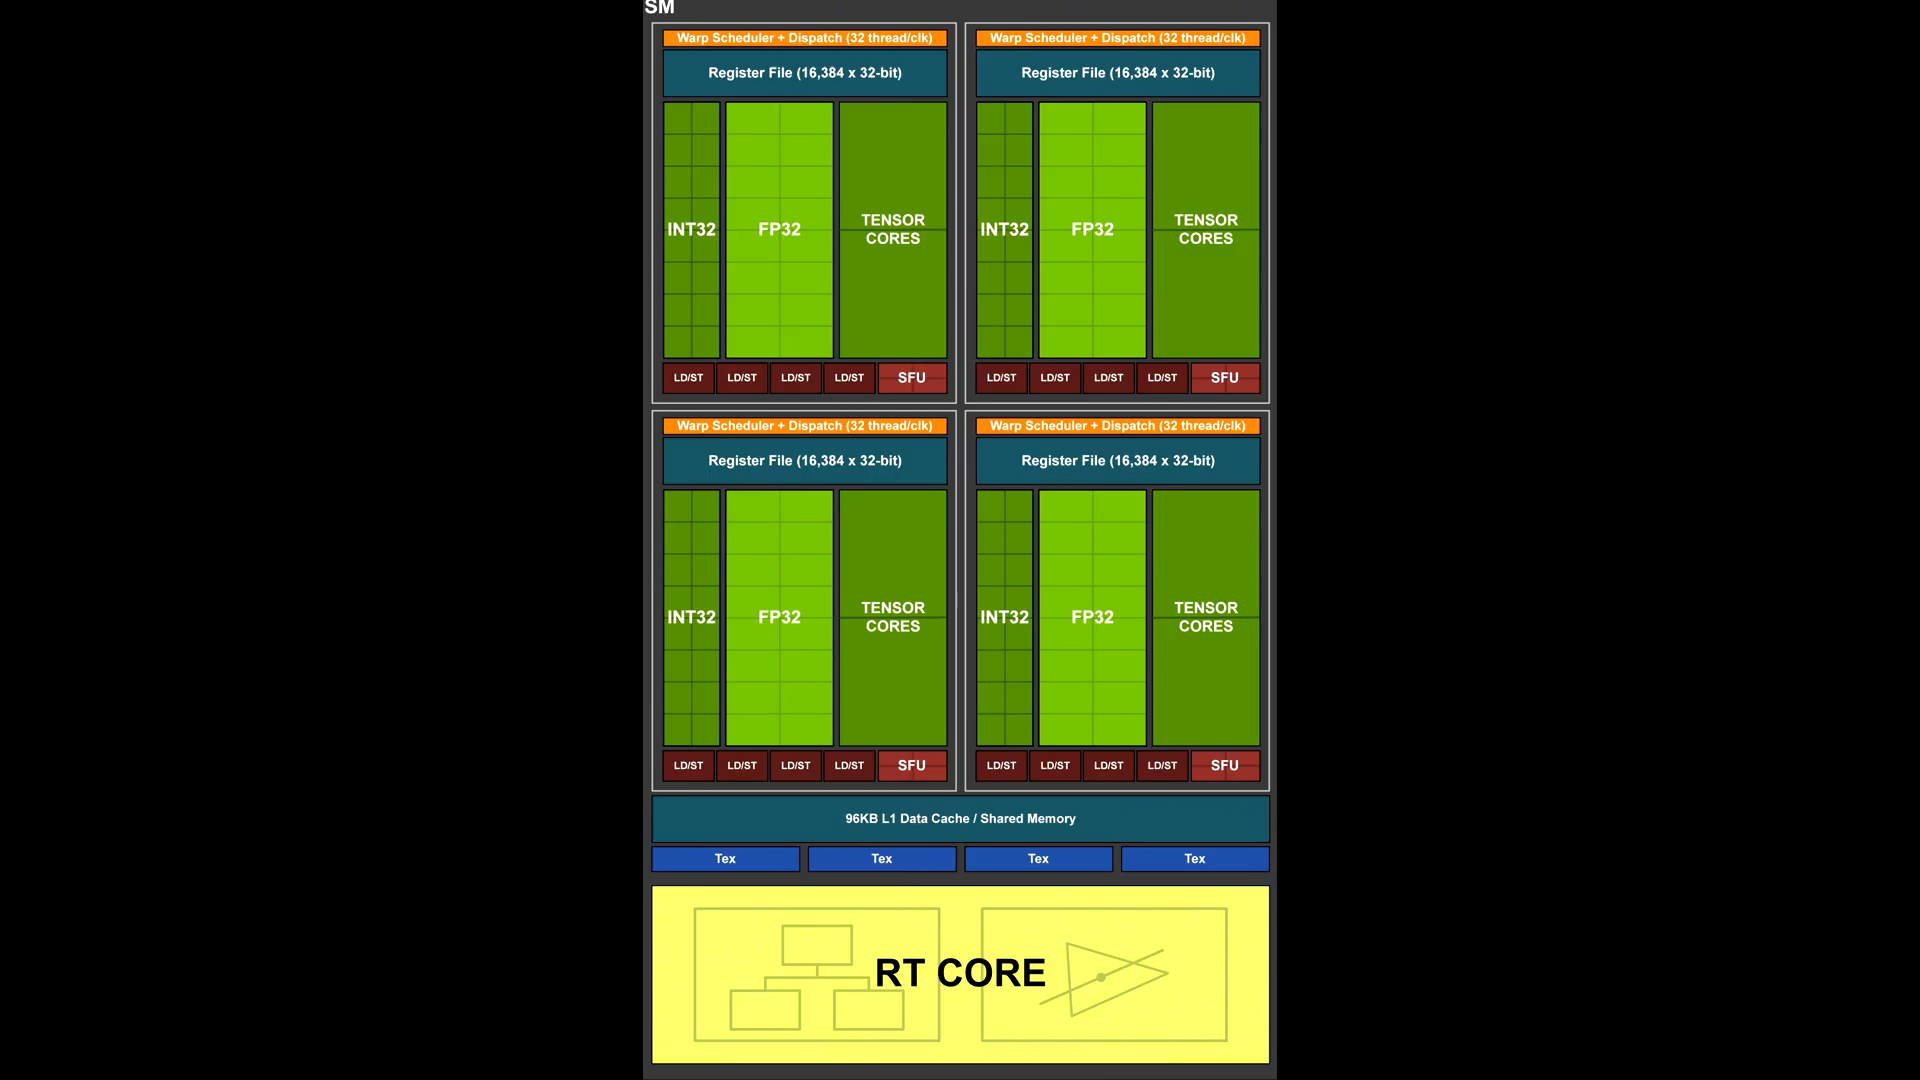 SM
Warp Scheduler + Dispatch (32 thread/clk)
Register File (16,384 x 32-bit)
INT32
FP32
TENSOR
CORES
LD/ST
LD/ST
LD/ST
LD/ST
SFU
Warp Scheduler + Dispatch (32 thread/clk)
Register File (16,384 x 32-bit)
INT32
FP32
TENSOR
CORES
LD/ST
LD/ST
LD/ST
LD/ST
SFU
Warp Scheduler + Dispatch (32 thread/clk)
Register File (16,384 x 32-bit)
INT32
FP32
TENSOR
CORES
LD/ST
LD/ST
LD/ST
LD/ST
SFU
Warp Scheduler + Dispatch (32 thread/clk)
Register File (16,384 x 32-bit)
INT32
FP32
TENSOR
CORES
LD/ST
LD/ST
LD/ST
LD/ST
SFU
96KB L1 Data Cache / Shared Memory
Tex
Tex
Tex
Tex
RT CORE